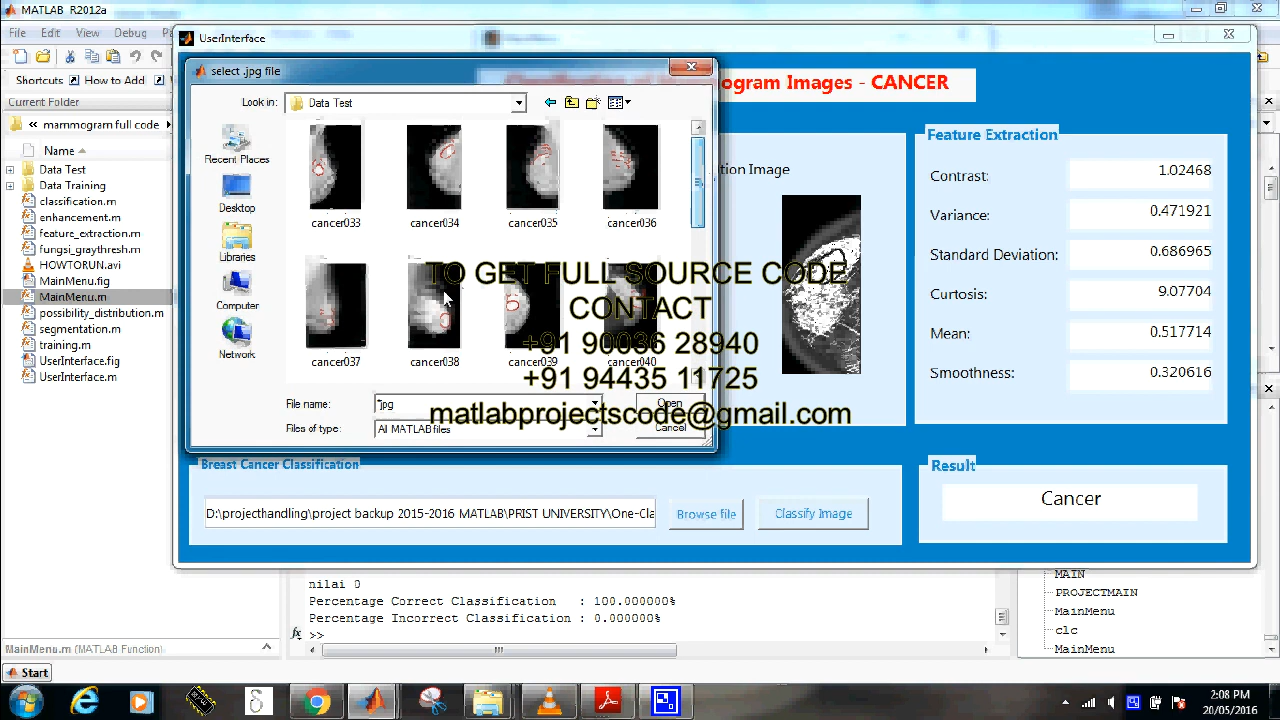 MATLAB R2012a
File Edit View Debug
Shortcuts How to Add
Current Folder
« mammogram full code
Name
Data Test
Data Training
classification.m
enhancement.m
feature_extraction.m
fungsi_graythresh.m
HOWTORUN.avi
MainMenu.fig
MainMenu.m
possibility_distribution.m
segmentation.m
training.m
UserInterface.fig
UserInterface.m
MainMenu.m (MATLAB Function)
Start
UserInterface
ogram Images - CANCER
select .jpg file
Look in: Data Test
Recent Places
Desktop
Libraries
Computer
Network
cancer033 cancer034 cancer035 cancer036
cancer037 cancer038 cancer039 cancer040
File name: *jpg Open
Files of type: All MATLAB files Cancel
tion Image
Feature Extraction
Contrast: 1.02468
Variance: 0.471921
Standard Deviation: 0.686965
Curtosis: 9.07704
Mean: 0.517714
Smoothness: 0.320616
TO GET FULL SOURCE CODE
CONTACT
+91 90036 28940
+91 94435 11725
matlabprojectscode@gmail.com
Breast Cancer Classification
D:\projecthandling\project backup 2015-2016 MATLAB\PRIST UNIVERSITY\One-Cla
Browse file
Classify Image
Result
Cancer
nilai 0
Percentage Correct Classification : 100.000000%
Percentage Incorrect Classification : 0.000000%
fx >>
MAIN
PROJECTMAIN
MainMenu
clc
MainMenu
2:08 PM
20/05/2016